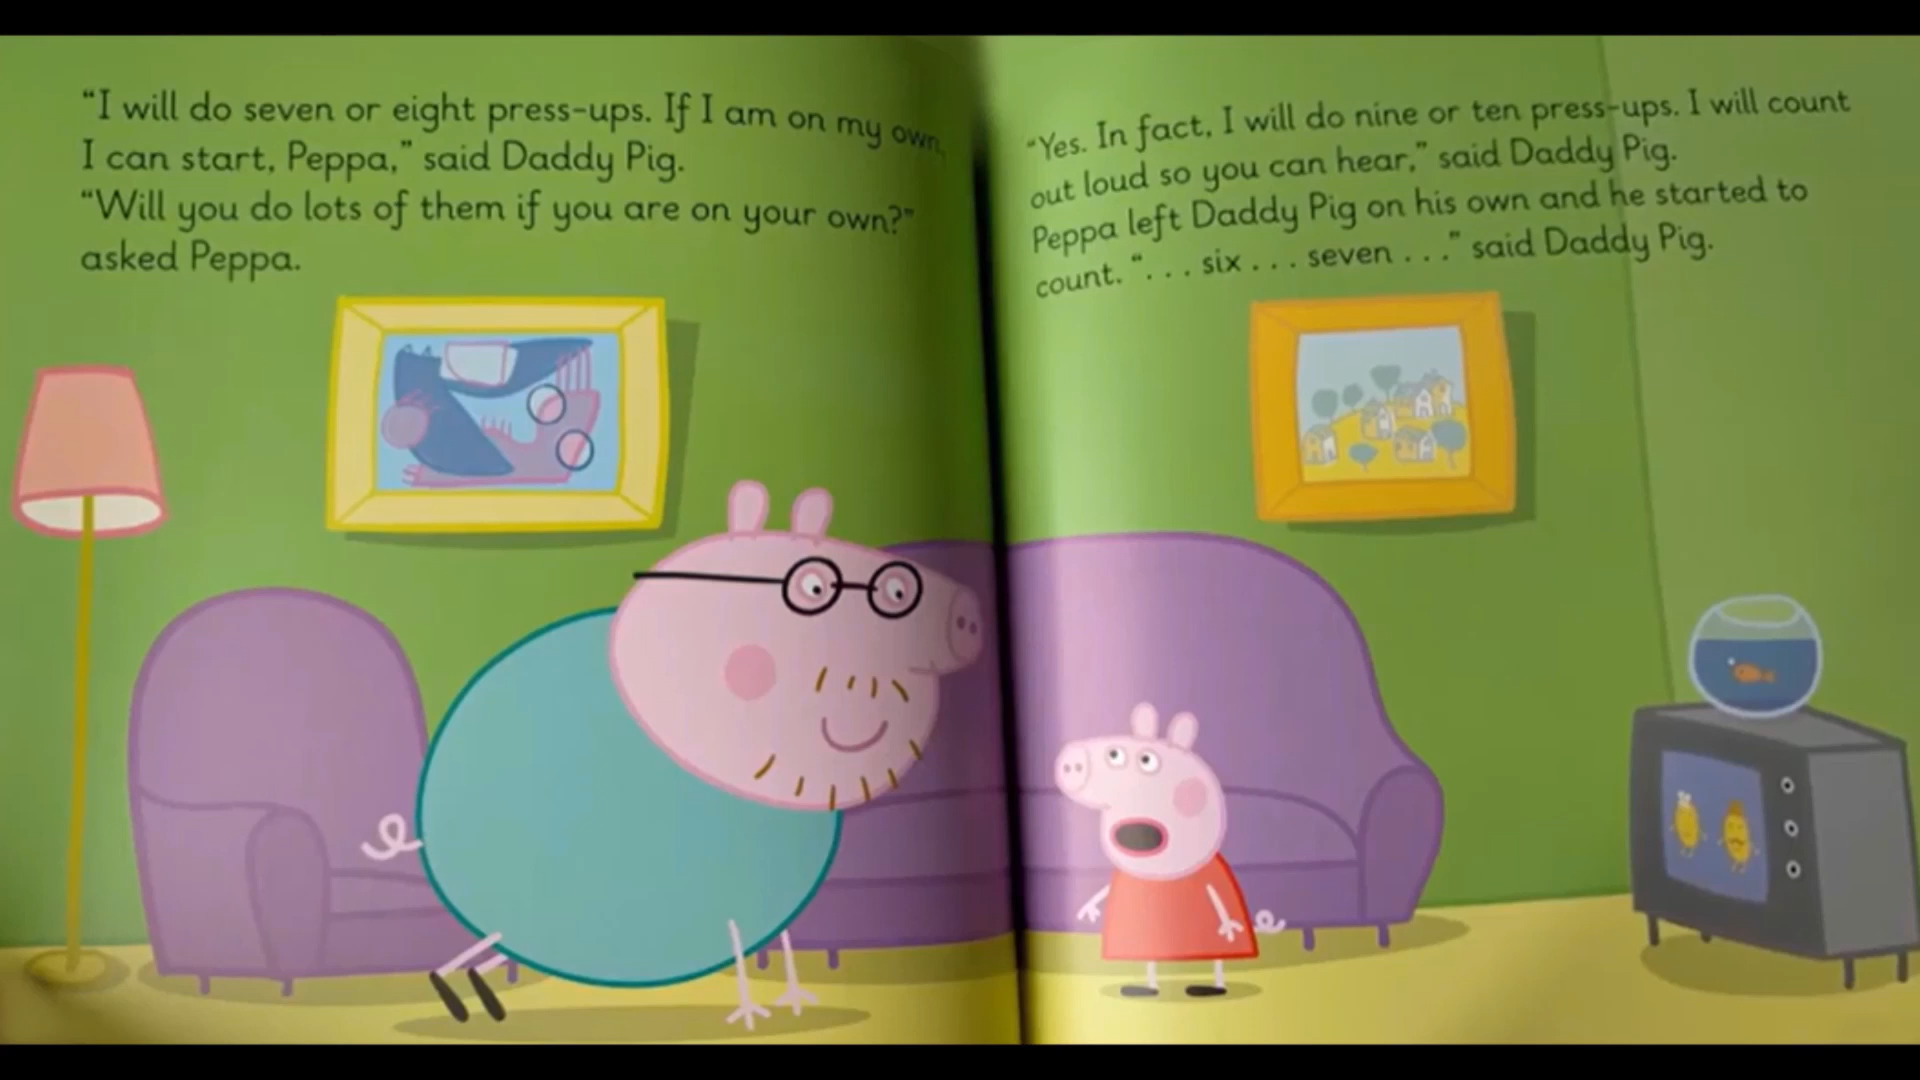 “I will do seven or eight press-ups. If I am on my own,
I can start, Peppa,” said Daddy Pig.
“Will you do lots of them if you are on your own?”
asked Peppa.
“Yes. In fact, I will do nine or ten press-ups. I will count
out loud so you can hear,” said Daddy Pig.
Peppa left Daddy Pig on his own and he started to
count. “. . . six . . . seven . . .” said Daddy Pig.